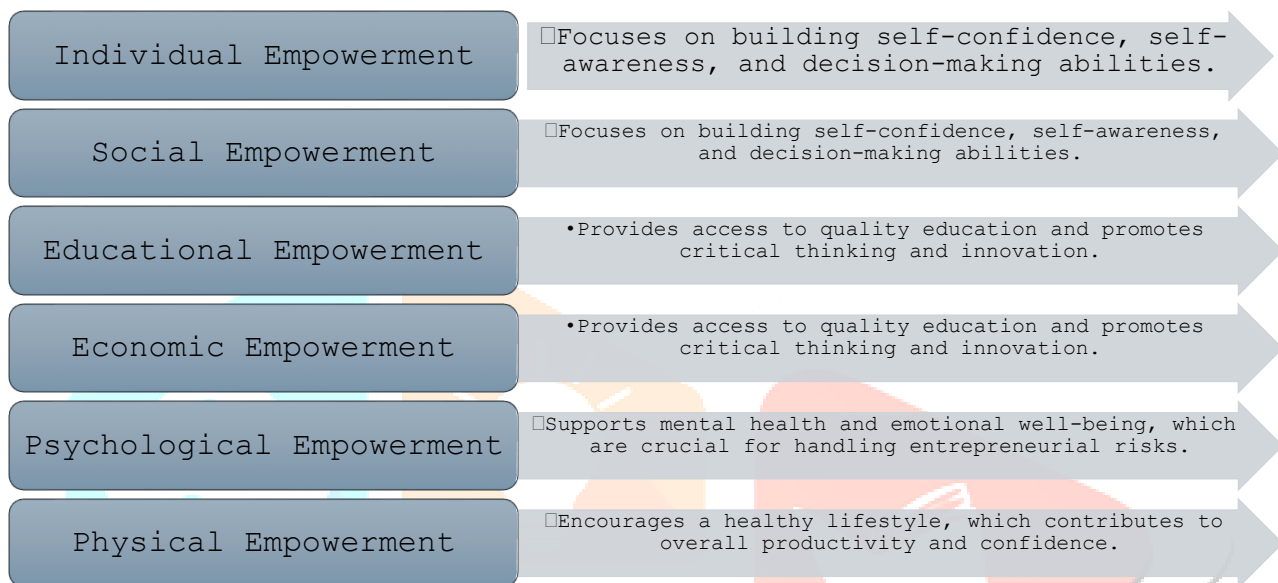 Individual Empowerment
□Focuses on building self-confidence, self-
awareness, and decision-making abilities.
Social Empowerment
□Focuses on building self-confidence, self-awareness,
and decision-making abilities.
Educational Empowerment
•Provides access to quality education and promotes
critical thinking and innovation.
Economic Empowerment
•Provides access to quality education and promotes
critical thinking and innovation.
Psychological Empowerment
□Supports mental health and emotional well-being, which
are crucial for handling entrepreneurial risks.
Physical Empowerment
□Encourages a healthy lifestyle, which contributes to
overall productivity and confidence.